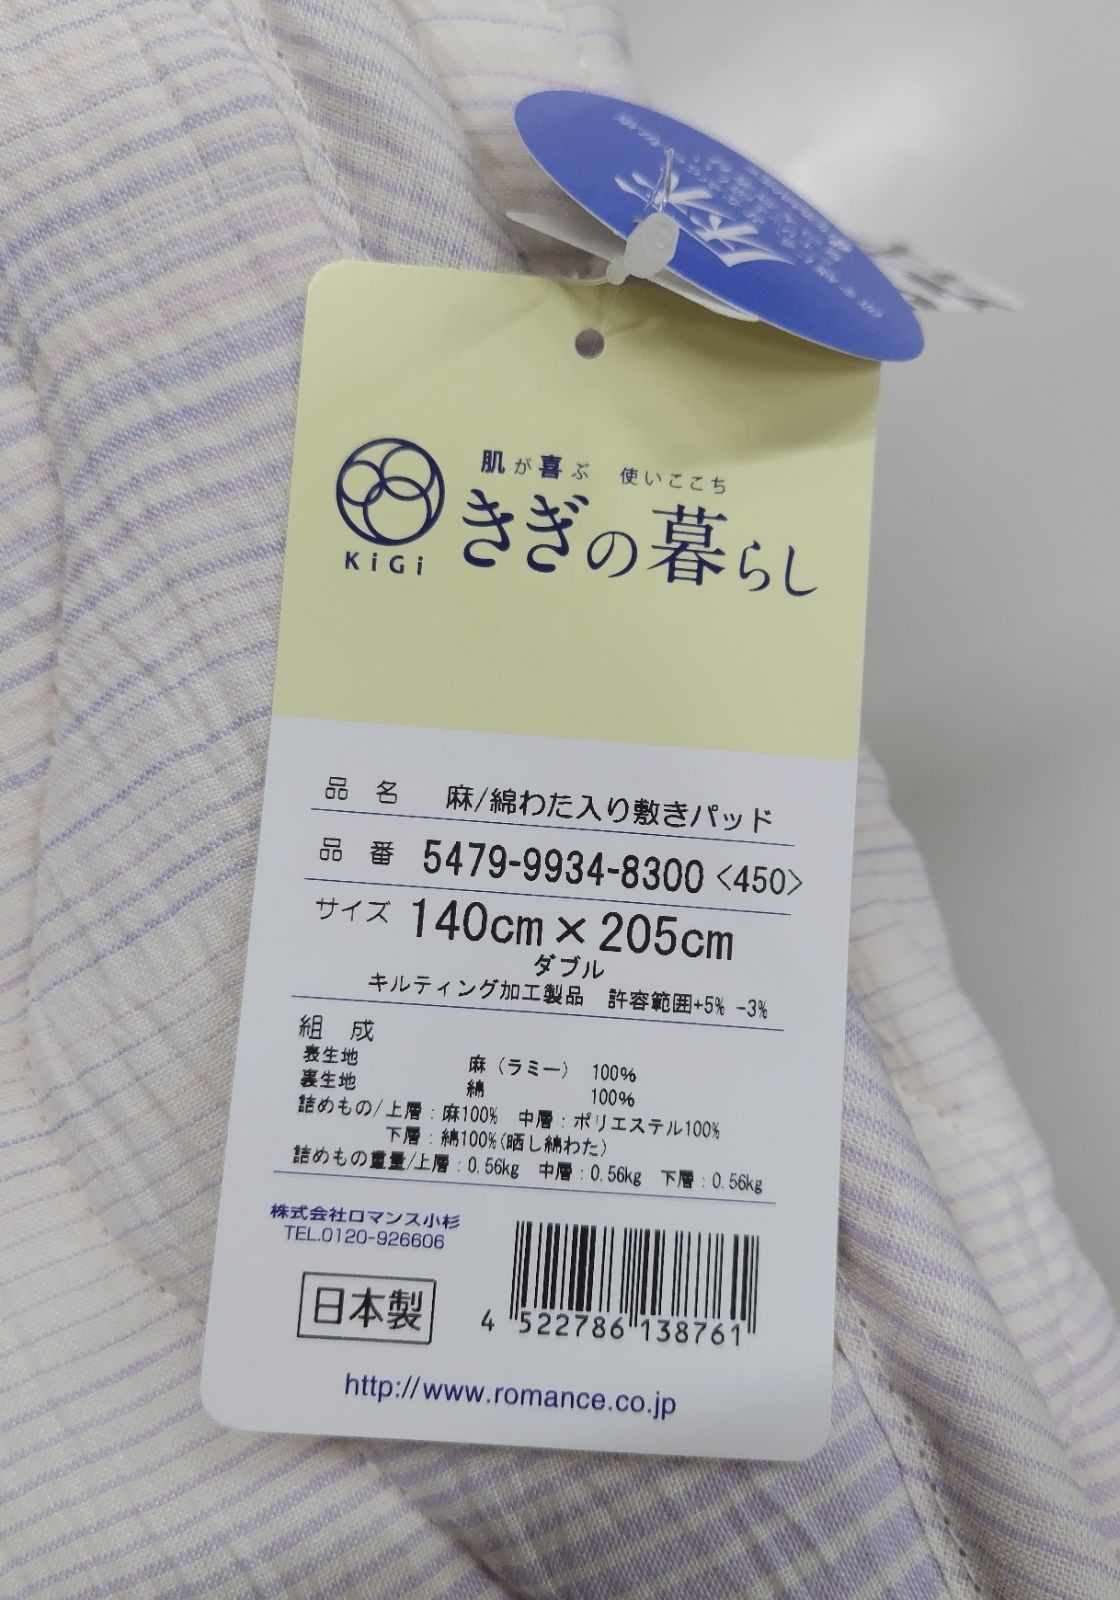 肌が喜ぶ 使いここち
KiGi
きぎの暮らし
品名 麻/綿わた入り敷きパッド
品番 5479-9934-8300<450>
サイズ 140cm×205cm
ダブル
キルティング加工製品 許容範囲+5% -3%
組成
表生地 麻（ラミー） 100%
裏生地 綿 100%
詰めもの/上層：麻100% 中層：ポリエステル100%
下層：綿100%(晒し綿わた)
詰めもの重量/上層：0.56kg 中層：0.56kg 下層：0.56kg
株式会社ロマンス小杉
TEL.0120-926606
日本製
4 522786 138761
http://www.romance.co.jp